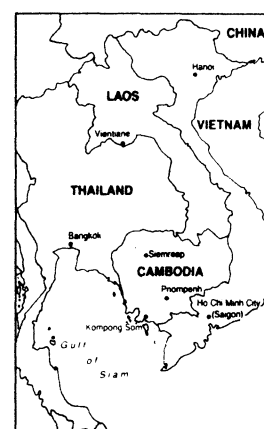 CHINA
Hanoi
LAOS
VIETNAM
Vientiane
THAILAND
Bangkok
Siemreap
CAMBODIA
Pnompenh
Ho Chi Minh City
(Saigon)
Kompong Som
Gulf
of
Siam